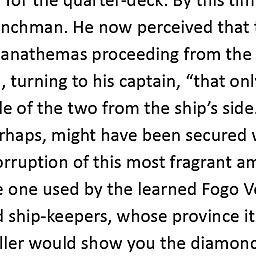 for the quarter-deck. By this tim
nchman. He now perceived that
anathemas proceeding from the
, turning to his captain, “that onl
le of the two from the ship’s side.
rhaps, might have been secured
orruption of this most fragrant am
e one used by the learned Fogo V
d ship-keepers, whose province it
ller would show you the diamond